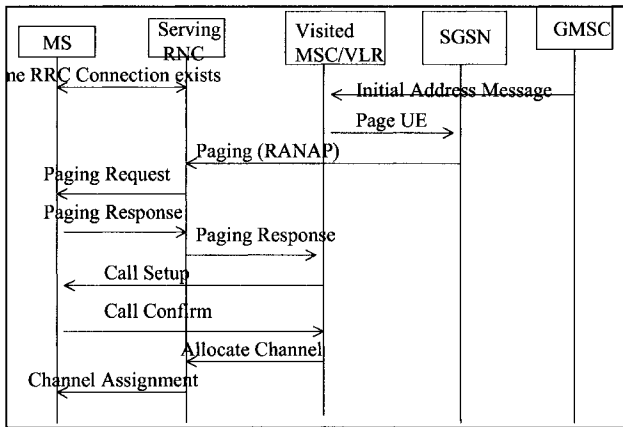 MS
Serving
RNC
Visited
MSC/VLR
SGSN
GMSC
ne RRC Connection exists
Initial Address Message
Page UE
Paging (RANAP)
Paging Request
Paging Response
Paging Response
Call Setup
Call Confirm
Allocate Channel
Channel Assignment